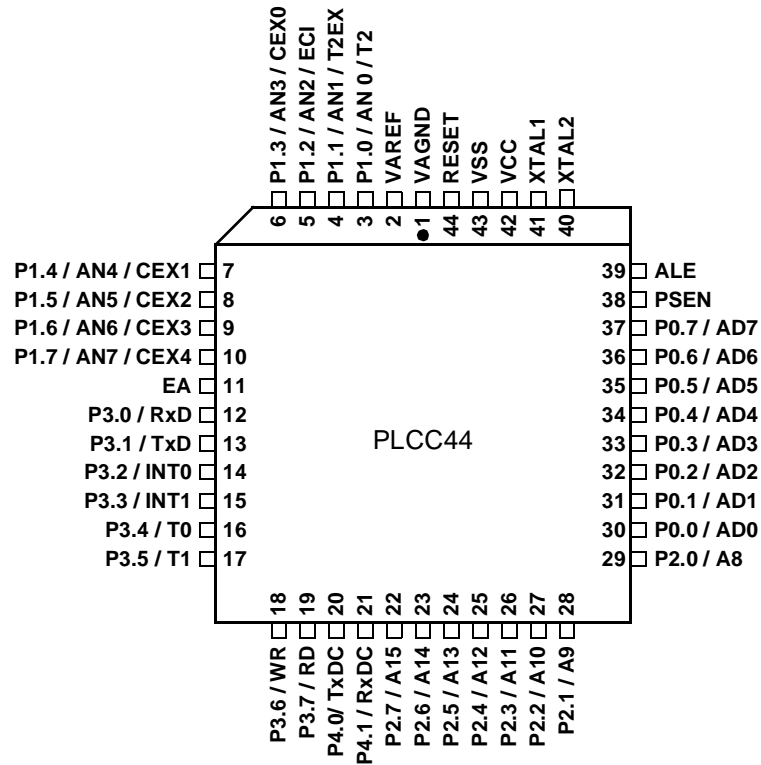 P1.3 / AN3 / CEX0
P1.2 / AN2 / ECI
P1.1 / AN1 / T2EX
P1.0 / AN 0 / T2
VAREF
VAGND
RESET
VSS
VCC
XTAL1
XTAL2
6 5 4 3 2 1 44 43 42 41 40
P1.4 / AN4 / CEX1 7
P1.5 / AN5 / CEX2 8
P1.6 / AN6 / CEX3 9
P1.7 / AN7 / CEX4 10
EA 11
P3.0 / RxD 12
P3.1 / TxD 13
P3.2 / INT0 14
P3.3 / INT1 15
P3.4 / T0 16
P3.5 / T1 17
PLCC44
39 ALE
38 PSEN
37 P0.7 / AD7
36 P0.6 / AD6
35 P0.5 / AD5
34 P0.4 / AD4
33 P0.3 / AD3
32 P0.2 / AD2
31 P0.1 / AD1
30 P0.0 / AD0
29 P2.0 / A8
18 19 20 21 22 23 24 25 26 27 28
P3.6 / WR
P3.7 / RD
P4.0/ TxDC
P4.1 / RxDC
P2.7 / A15
P2.6 / A14
P2.5 / A13
P2.4 / A12
P2.3 / A11
P2.2 / A10
P2.1 / A9